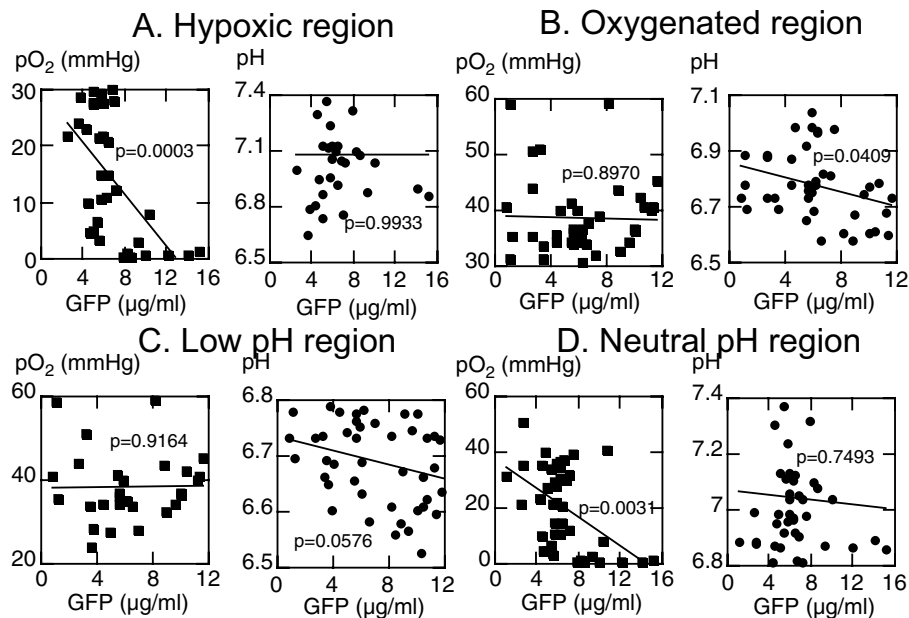 A. Hypoxic region
B. Oxygenated region
pO₂ (mmHg)
pH
pO₂ (mmHg)
pH
30
20
10
0
p=0.0003
0 4 8 12 16
GFP (µg/ml)
7.4
7.1
6.8
6.5
p=0.9933
0 4 8 12 16
GFP (µg/ml)
60
50
40
30
p=0.8970
0 4 8 12
GFP (µg/ml)
7.1
6.9
6.7
6.5
p=0.0409
0 4 8 12
GFP (µg/ml)
C. Low pH region
D. Neutral pH region
pO₂ (mmHg)
pH
pO₂ (mmHg)
pH
60
40
20
p=0.9164
0 4 8 12
GFP (µg/ml)
6.8
6.7
6.6
6.5
p=0.0576
0 4 8 12
GFP (µg/ml)
60
40
20
0
p=0.0031
0 4 8 12 16
GFP (µg/ml)
7.4
7.2
7
6.8
p=0.7493
0 4 8 12 16
GFP (µg/ml)